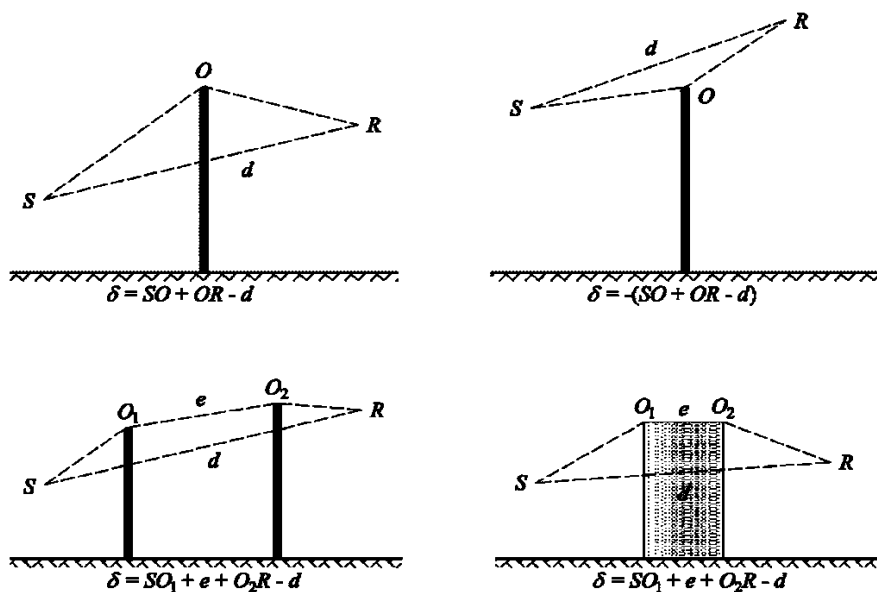 O
R
d
S
δ = SO + OR - d
R
d
O
S
δ = -(SO + OR - d)
O₂
e
O₁
R
d
S
δ = SO₁ + e + O₂R - d
O₁ e O₂
R
S
d
δ = SO₁ + e + O₂R - d